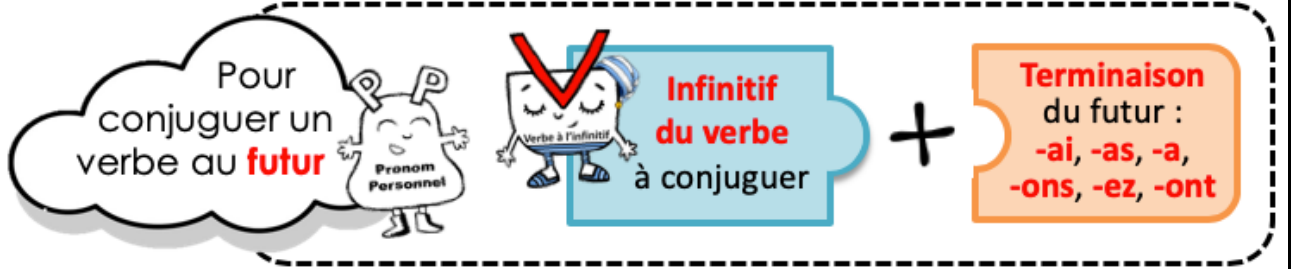 Pour
conjuguer un
verbe au futur
P P
Pronom
Personnel
Verbe à l'infinitif
Infinitif
du verbe
à conjuguer
+
Terminaison
du futur :
-ai, -as, -a,
-ons, -ez, -ont